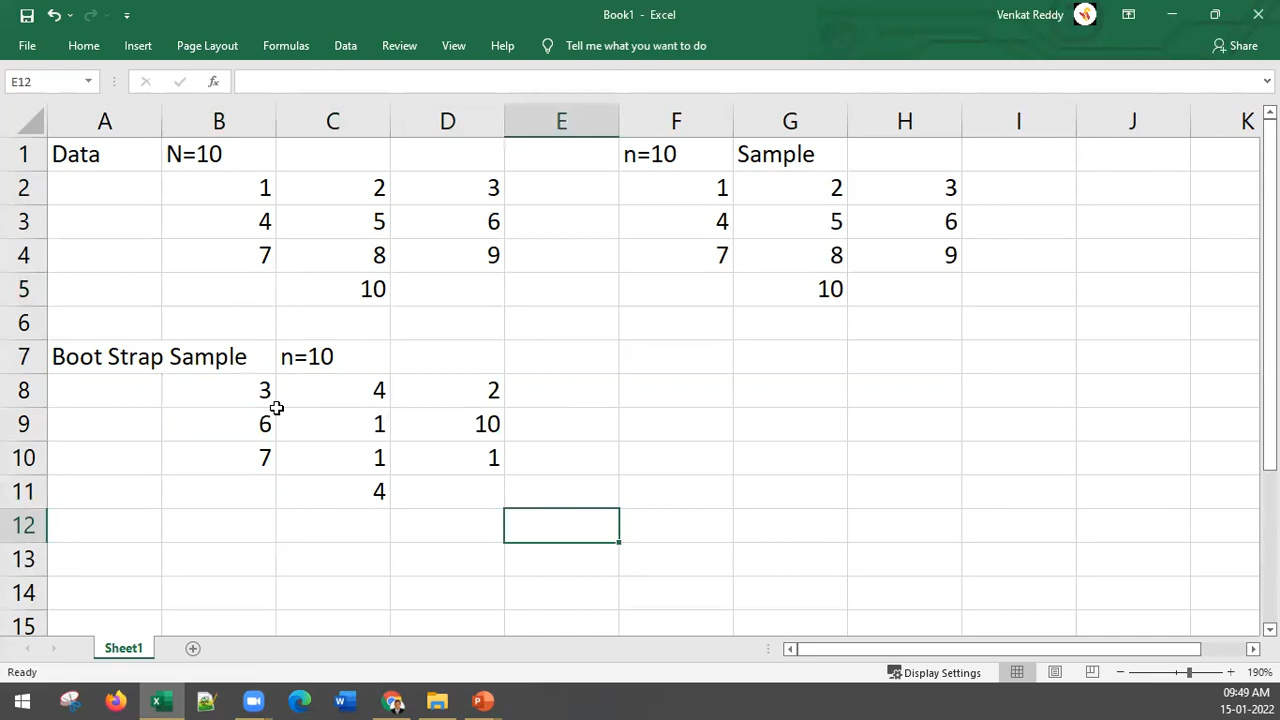 Book1 - Excel
Venkat Reddy
File Home Insert Page Layout Formulas Data Review View Help Tell me what you want to do Share
E12 fx
A B C D E F G H I J K
1 Data N=10 n=10 Sample
2 1 2 3 1 2 3
3 4 5 6 4 5 6
4 7 8 9 7 8 9
5 10 10
6
7 Boot Strap Sample n=10
8 3 4 2
9 6 1 10
10 7 1 1
11 4
12
13
14
15
Sheet1
Ready Display Settings 190%
09:49 AM
15-01-2022